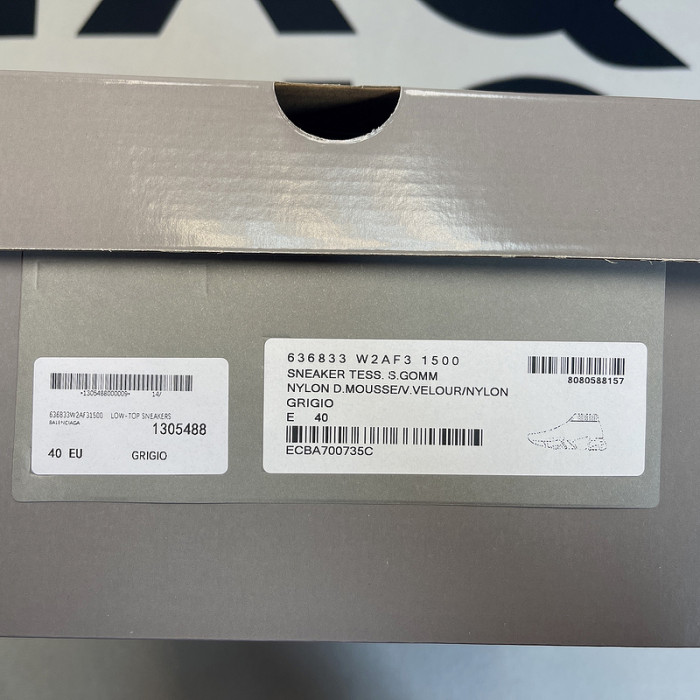 *1305488000009* 14/
636833W2AF31500 LOW-TOP SNEAKERS
BALENCIAGA
1305488
40 EU GRIGIO
636833 W2AF3 1500
SNEAKER TESS. S.GOMM
NYLON D.MOUSSE/V.VELOUR/NYLON
GRIGIO
E 40
ECBA700735C
8080588157